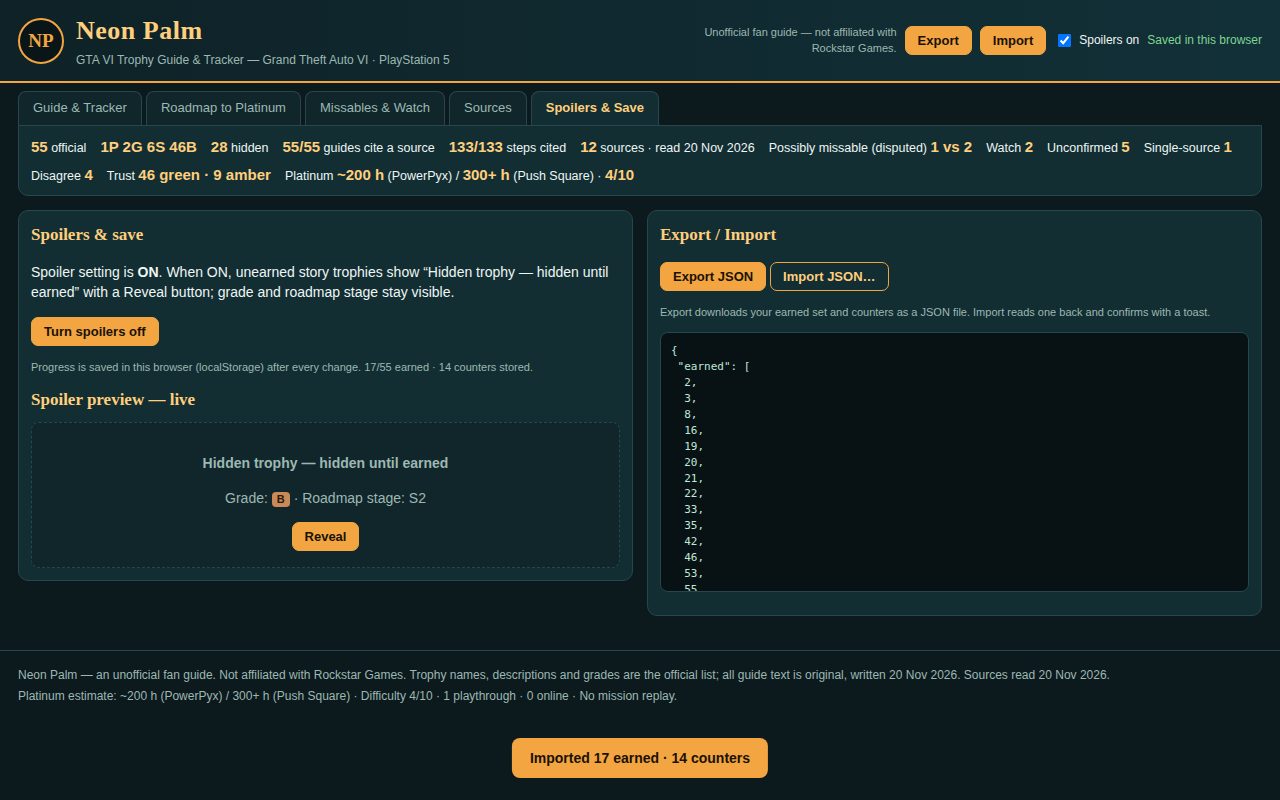 NP
Neon Palm
GTA VI Trophy Guide & Tracker — Grand Theft Auto VI · PlayStation 5
Unofficial fan guide — not affiliated with
Rockstar Games.
Export
Import
Spoilers on
Saved in this browser
Guide & Tracker
Roadmap to Platinum
Missables & Watch
Sources
Spoilers & Save
55 official 1P 2G 6S 46B 28 hidden 55/55 guides cite a source 133/133 steps cited 12 sources · read 20 Nov 2026 Possibly missable (disputed) 1 vs 2 Watch 2 Unconfirmed 5 Single-source 1
Disagree 4 Trust 46 green · 9 amber Platinum ~200 h (PowerPyx) / 300+ h (Push Square) · 4/10
Spoilers & save
Spoiler setting is ON. When ON, unearned story trophies show “Hidden trophy — hidden until
earned” with a Reveal button; grade and roadmap stage stay visible.
Turn spoilers off
Progress is saved in this browser (localStorage) after every change. 17/55 earned · 14 counters stored.
Spoiler preview — live
Hidden trophy — hidden until earned
Grade: B · Roadmap stage: S2
Reveal
Export / Import
Export JSON
Import JSON…
Export downloads your earned set and counters as a JSON file. Import reads one back and confirms with a toast.
{
"earned": [
2,
3,
8,
16,
19,
20,
21,
22,
33,
35,
42,
46,
53,
55
Neon Palm — an unofficial fan guide. Not affiliated with Rockstar Games. Trophy names, descriptions and grades are the official list; all guide text is original, written 20 Nov 2026. Sources read 20 Nov 2026.
Platinum estimate: ~200 h (PowerPyx) / 300+ h (Push Square) · Difficulty 4/10 · 1 playthrough · 0 online · No mission replay.
Imported 17 earned · 14 counters